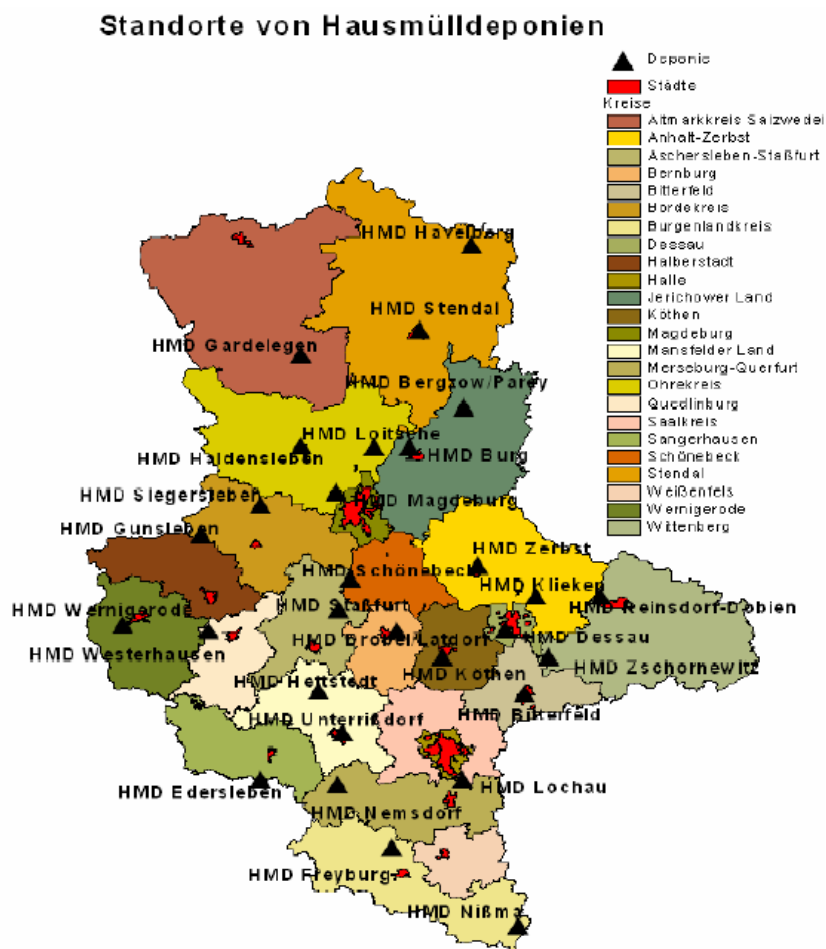 Standorte von Hausmülldeponien
Deponie
Städte
Kreise
Altmarkkreis Salzwedel
Anhalt-Zerbst
Aschersleben-Staßfurt
Bernburg
Bitterfeld
Bördekreis
Burgenlandkreis
Dessau
Halberstadt
Halle
Jerichower Land
Köthen
Magdeburg
Mansfelder Land
Merseburg-Querfurt
Ohrekreis
Quedlinburg
Saalkreis
Sangerhausen
Schönebeck
Stendal
Weißenfels
Wernigerode
Wittenberg
HMD Havelberg
HMD Stendal
HMD Gardelegen
HMD Bergzow/Parey
HMD Loitsche
HMD Haldensleben
HMD Burg
HMD Siegersleben
HMD Magdeburg
HMD Gunsleben
HMD Zerbst
HMD Schönebeck
HMD Klieken
HMD Wernigerode
HMD Staßfurt
HMD Reinsdorf-Dobien
HMD Westerhausen
HMD Bröbel/Latdorf
HMD Dessau
HMD Zschornewitz
HMD Hettstedt
HMD Köthen
HMD Unterrißdorf
HMD Bitterfeld
HMD Edersleben
HMD Lochau
HMD Nemsdorf
HMD Freyburg
HMD Nißma